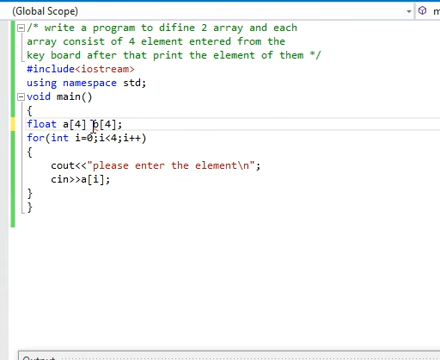 (Global Scope)
/* write a program to difine 2 array and each
array consist of 4 element entered from the
key board after that print the element of them */
#include<iostream>
using namespace std;
void main()
{
float a[4] b[4];
for(int i=0;i<4;i++)
{
cout<<"please enter the element\n";
cin>>a[i];
}
}
Output